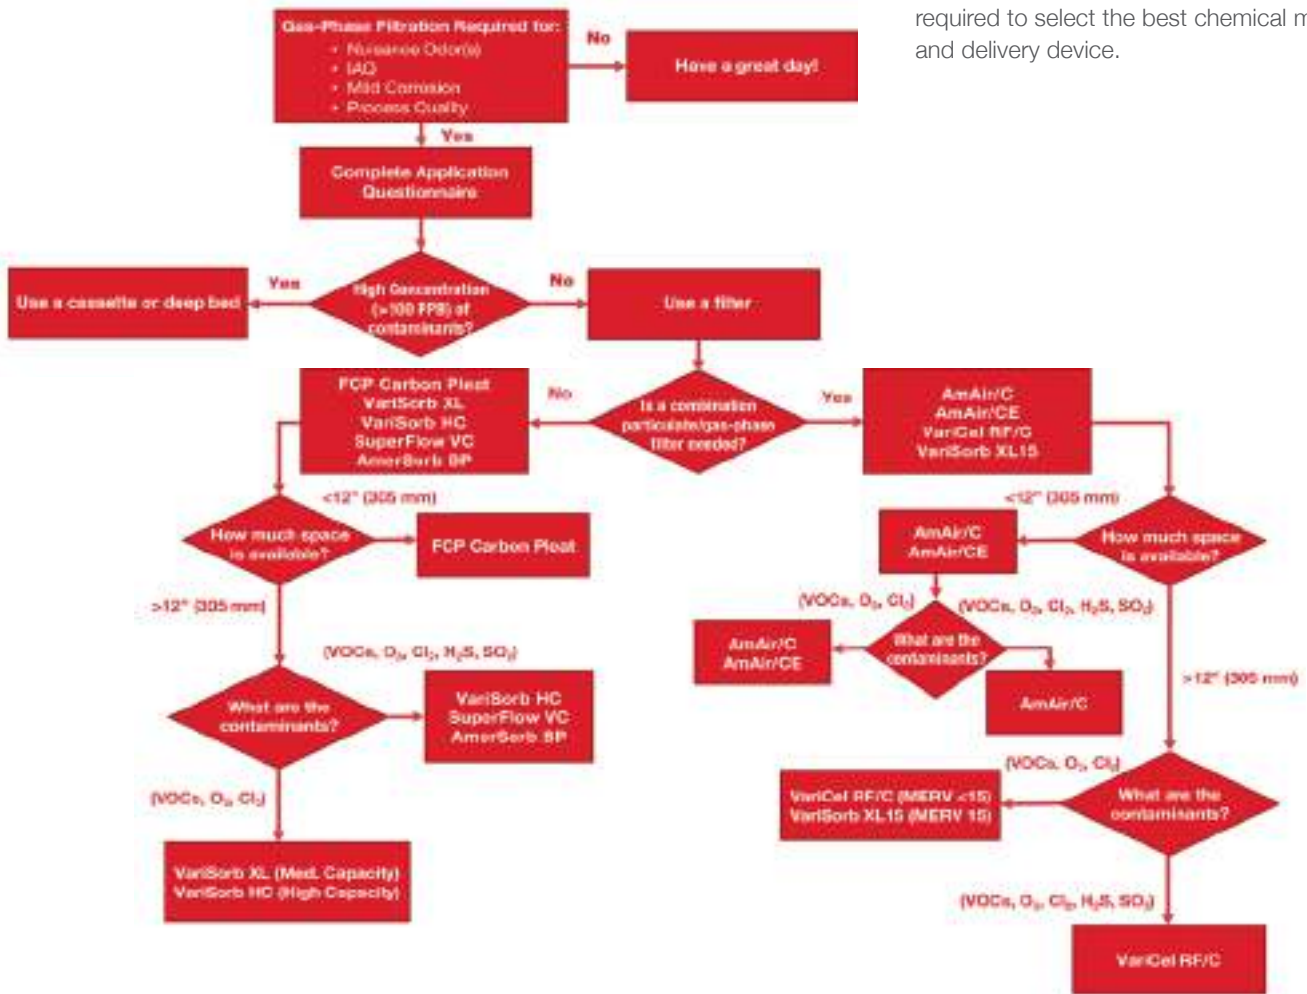 required to select the best chemical m
and delivery device.
Gas-Phase Filtration Required for:
• Nuisance Odor(s)
• IAQ
• Mild Corrosion
• Process Quality
No
Have a great day!
Yes
Complete Application
Questionnaire
Yes
No
Use a cassette or deep bed
High Concentration
(>100 PPB) of
contaminants?
Use a filter
FCP Carbon Pleat
VariSorb XL
VariSorb HC
SuperFlow VC
AmerSorb BP
No
Is a combination
particulate/gas-phase
filter needed?
Yes
AmAir/C
AmAir/CE
VariCel RF/C
VariSorb XL15
<12" (305 mm)
How much space
is available?
FCP Carbon Pleat
<12" (305 mm)
AmAir/C
AmAir/CE
How much space
is available?
>12" (305 mm)
(VOCs, O₃, Cl₂)
(VOCs, O₃, Cl₂, H₂S, SO₂)
AmAir/C
AmAir/CE
What are the
contaminants?
AmAir/C
>12" (305 mm)
(VOCs, O₃, Cl₂, H₂S, SO₂)
What are the
contaminants?
VariSorb HC
SuperFlow VC
AmerSorb BP
(VOCs, O₃, Cl₂)
VariSorb XL (Med. Capacity)
VariSorb HC (High Capacity)
(VOCs, O₃, Cl₂)
VariCel RF/C (MERV <15)
VariSorb XL15 (MERV 15)
What are the
contaminants?
(VOCs, O₃, Cl₂, H₂S, SO₂)
VariCel RF/C